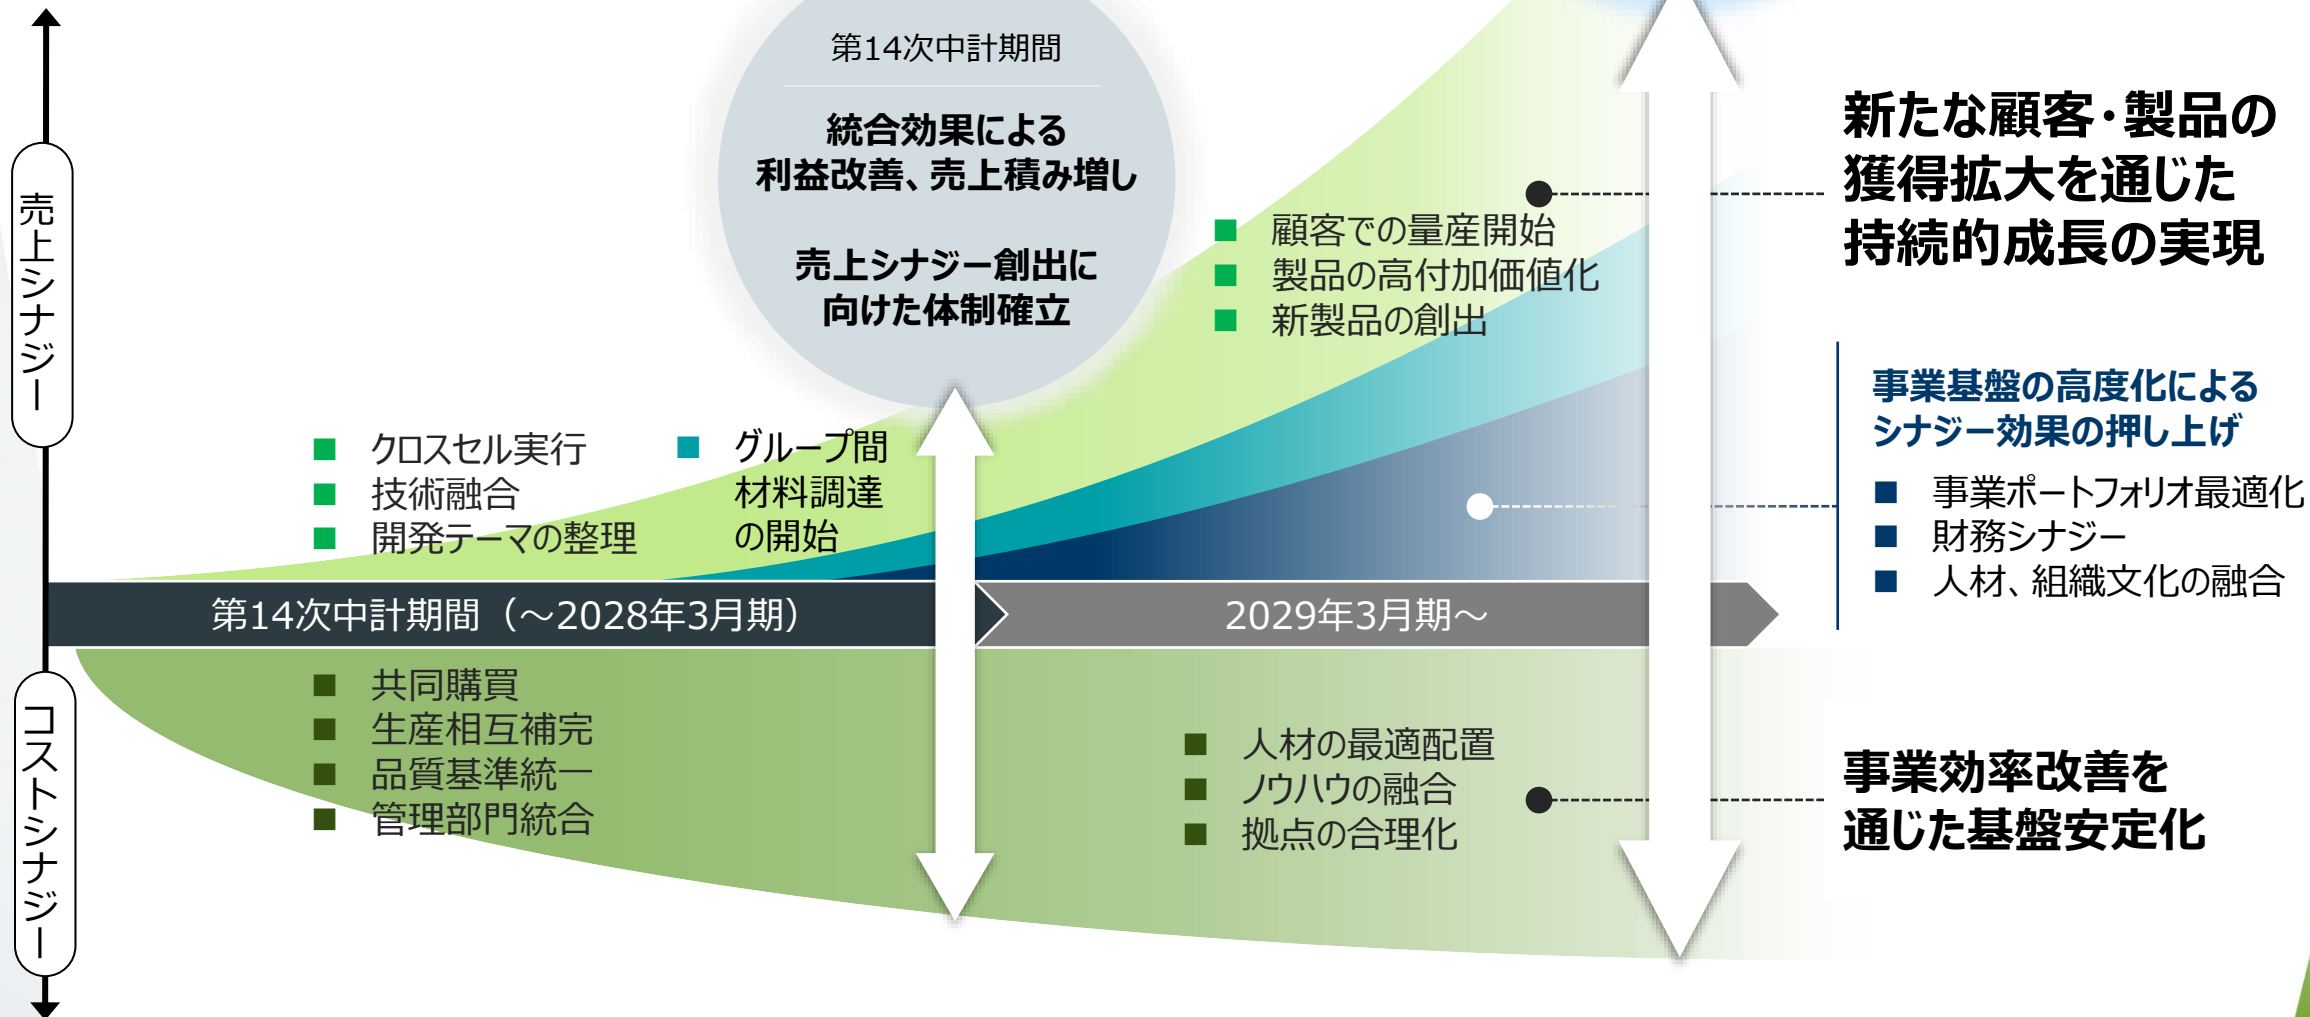 売上シナジー
第14次中計期間
統合効果による
利益改善、売上積み増し
売上シナジー創出に
向けた体制確立
■ クロスセル実行
■ 技術融合
■ 開発テーマの整理
■ グループ間
材料調達
の開始
■ 顧客での量産開始
■ 製品の高付加価値化
■ 新製品の創出
新たな顧客・製品の
獲得拡大を通じた
持続的成長の実現
事業基盤の高度化による
シナジー効果の押し上げ
■ 事業ポートフォリオ最適化
■ 財務シナジー
■ 人材、組織文化の融合
第14次中計期間（～2028年3月期）
2029年3月期～
コストシナジー
■ 共同購買
■ 生産相互補完
■ 品質基準統一
■ 管理部門統合
■ 人材の最適配置
■ ノウハウの融合
■ 拠点の合理化
事業効率改善を
通じた基盤安定化